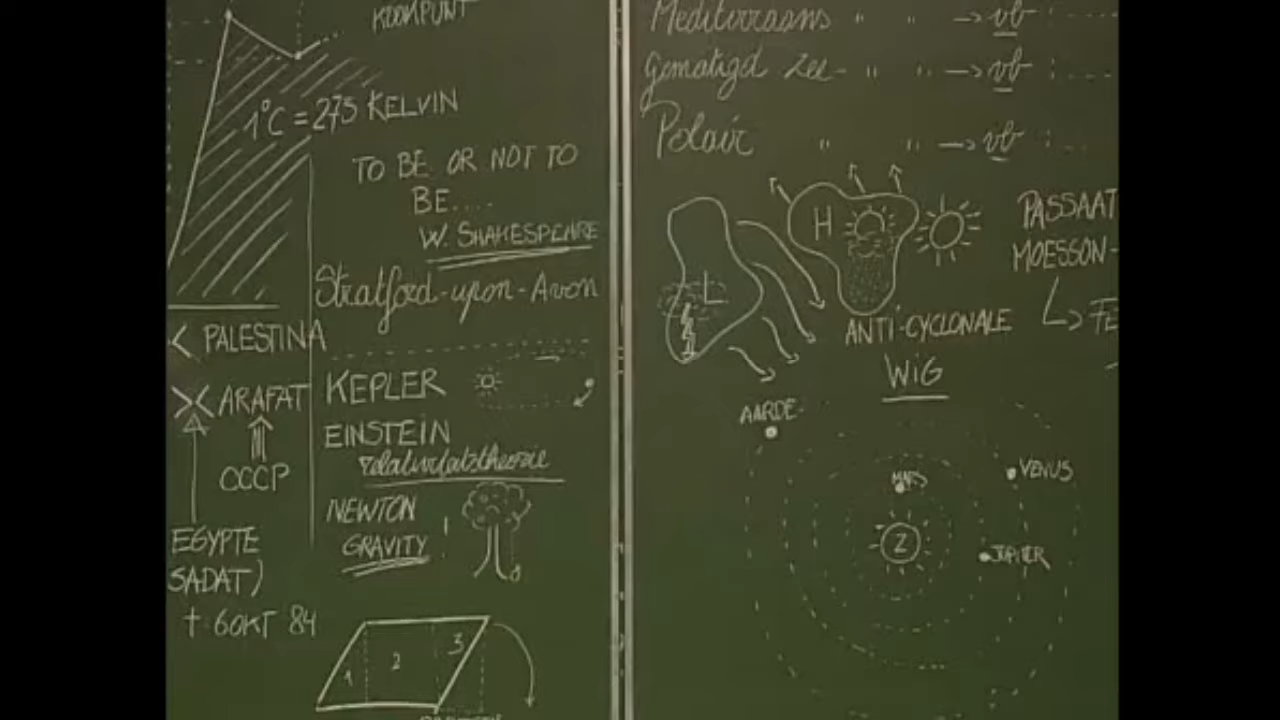 KOOKPUNT
1°C = 273 KELVIN
TO BE OR NOT TO
BE....
W. SHAKESPEARE
Stratford-upon-Avon
< PALESTINA
>< ARAFAT
OCCP
EGYPTE
SADAT)
† 6 OKT 84
KEPLER
EINSTEIN
relativiteitstheorie
NEWTON
GRAVITY !
1 2 3
Mediterraans " " → vb
Gematigd zee- " " → vb :
Polair " " → vb :
H
L
PASSAAT
MOESSON-
ANTI-CYCLONALE
WIG
AARDE
MARS
VENUS
Z
JUPITER